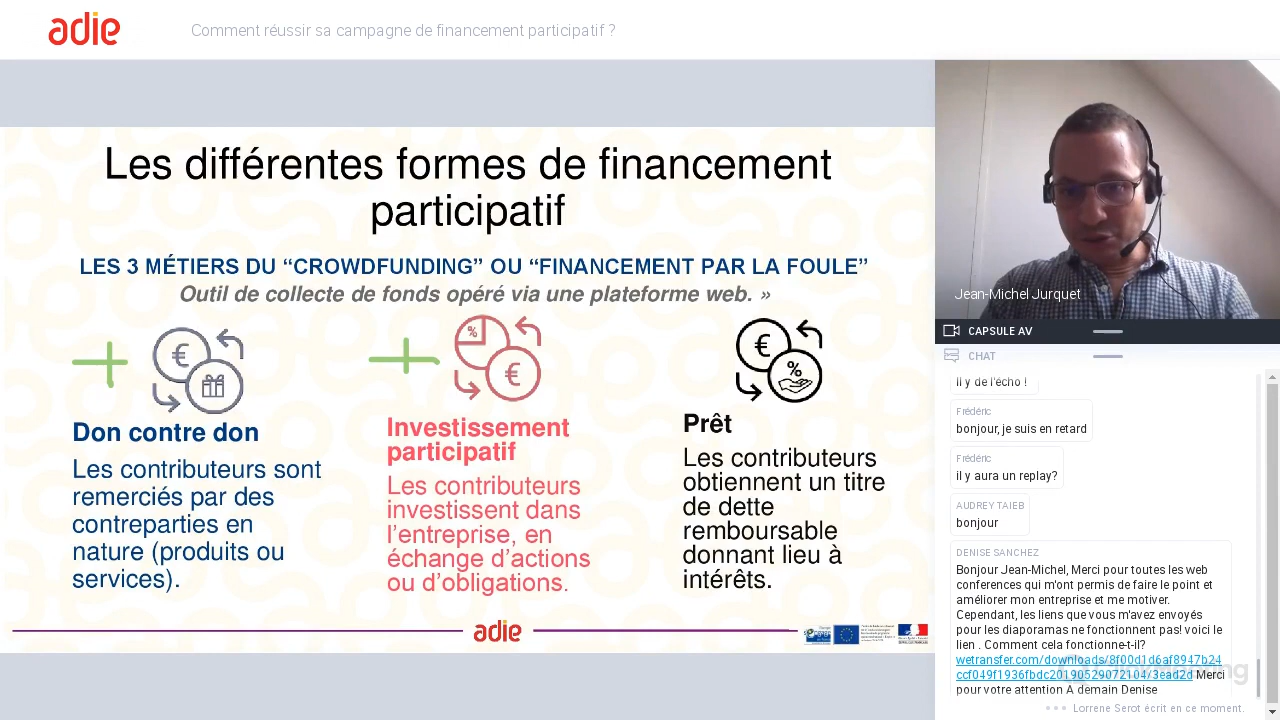 adie
Comment réussir sa campagne de financement participatif ?
Les différentes formes de financement
participatif
LES 3 MÉTIERS DU “CROWDFUNDING” OU “FINANCEMENT PAR LA FOULE”
Outil de collecte de fonds opéré via une plateforme web. »
€
%
€
€
%
Don contre don
Les contributeurs sont
remerciés par des
contreparties en
nature (produits ou
services).
Investissement
participatif
Les contributeurs
investissent dans
l’entreprise, en
échange d’actions
ou d’obligations.
Prêt
Les contributeurs
obtiennent un titre
de dette
remboursable
donnant lieu à
intérêts.
adie
Jean-Michel Jurquet
CAPSULE AV
CHAT
il y de l'écho !
Frédéric
bonjour, je suis en retard
Frédéric
il y aura un replay?
AUDREY TAIEB
bonjour
DENISE SANCHEZ
Bonjour Jean-Michel, Merci pour toutes les web
conferences qui m'ont permis de faire le point et
améliorer mon entreprise et me motiver.
Cependant, les liens que vous m'avez envoyés
pour les diaporamas ne fonctionnent pas! voici le
lien . Comment cela fonctionne-t-il?
wetransfer.com/downloads/8f00d1d6af8947b24
ccf049f1936fbdc20190529072104/3ead2d Merci
pour votre attention A demain Denise
Lorrene Serot écrit en ce moment.